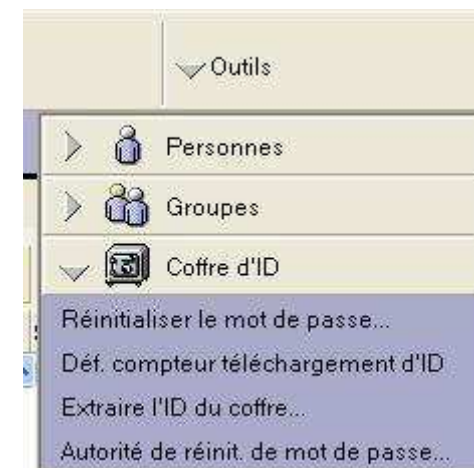 Outils
Personnes
Groupes
Coffre d'ID
Réinitialiser le mot de passe...
Déf. compteur téléchargement d'ID
Extraire l'ID du coffre...
Autorité de réinit. de mot de passe...